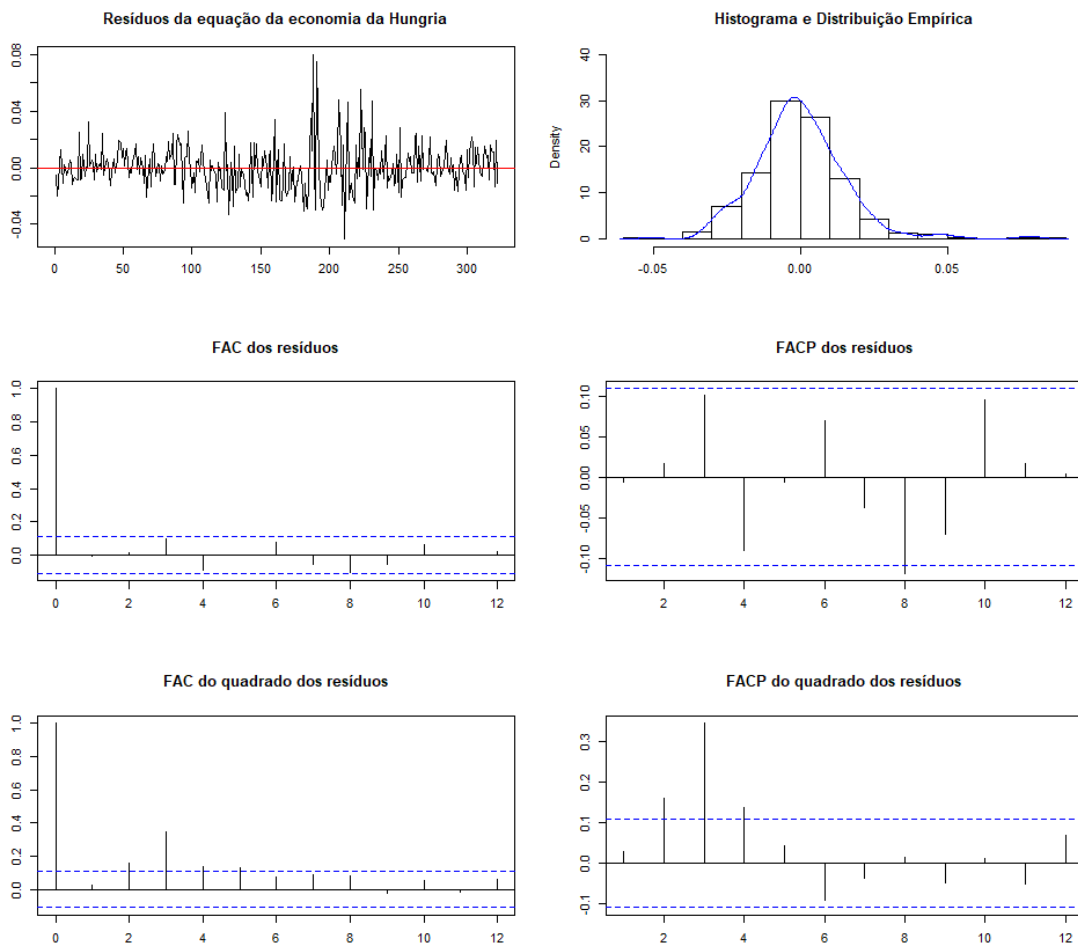 Resíduos da equação da economia da Hungria
0.08
0.04
0.00
-0.04
0 50 100 150 200 250 300
Histograma e Distribuição Empírica
Density
40
30
20
10
0
-0.05 0.00 0.05
FAC dos resíduos
1.0
0.8
0.6
0.4
0.2
0.0
0 2 4 6 8 10 12
FACP dos resíduos
0.10
0.05
0.00
-0.05
-0.10
2 4 6 8 10 12
FAC do quadrado dos resíduos
1.0
0.8
0.6
0.4
0.2
0.0
0 2 4 6 8 10 12
FACP do quadrado dos resíduos
0.3
0.2
0.1
0.0
-0.1
2 4 6 8 10 12